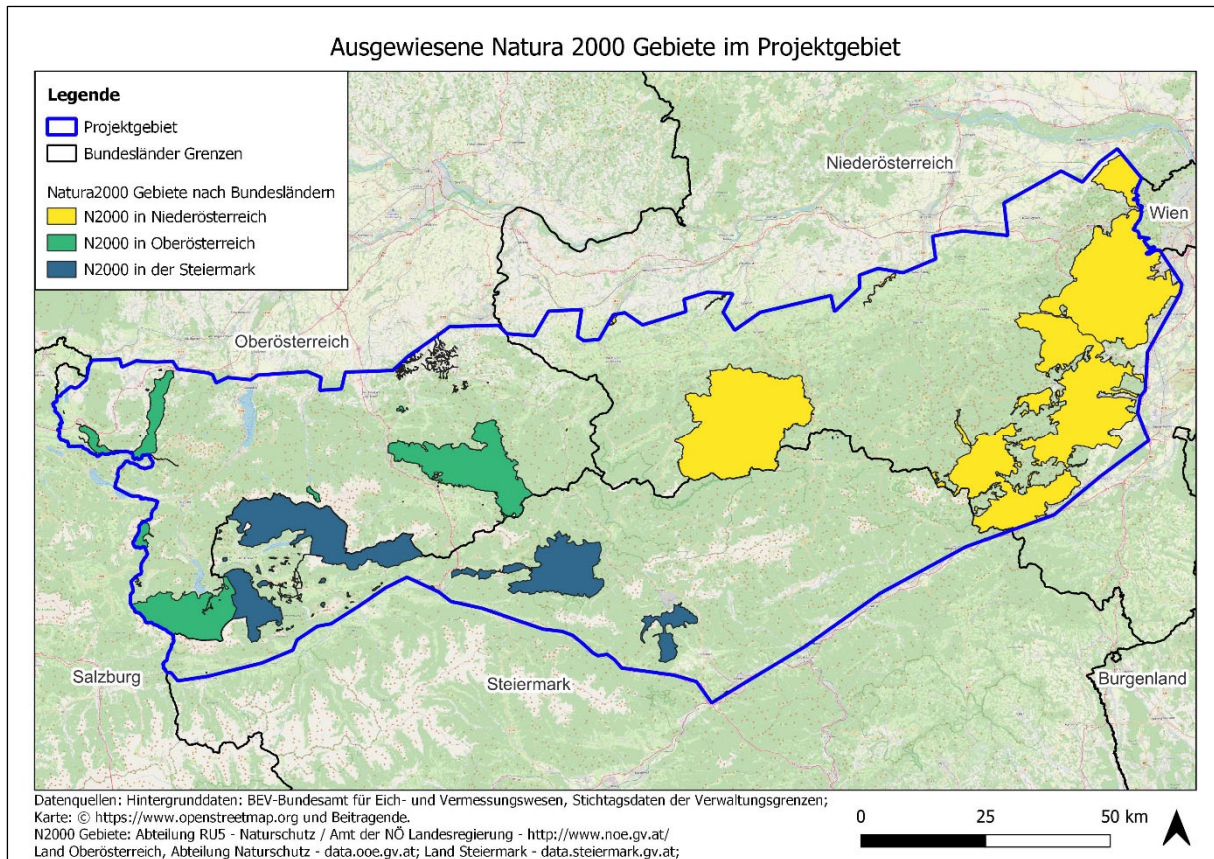 Ausgewiesene Natura 2000 Gebiete im Projektgebiet
Legende
Projektgebiet
Bundesländer Grenzen
Natura2000 Gebiete nach Bundesländern
N2000 in Niederösterreich
N2000 in Oberösterreich
N2000 in der Steiermark
Niederösterreich
Wien
Oberösterreich
Salzburg
Steiermark
Burgenland
Datenquellen: Hintergrunddaten: BEV-Bundesamt für Eich- und Vermessungswesen, Stichtagsdaten der Verwaltungsgrenzen;
Karte: © https://www.openstreetmap.org und Beitragende.
N2000 Gebiete: Abteilung RU5 - Naturschutz / Amt der NÖ Landesregierung - http://www.noe.gv.at/
Land Oberösterreich, Abteilung Naturschutz - data.ooe.gv.at; Land Steiermark - data.steiermark.gv.at;
0 25 50 km